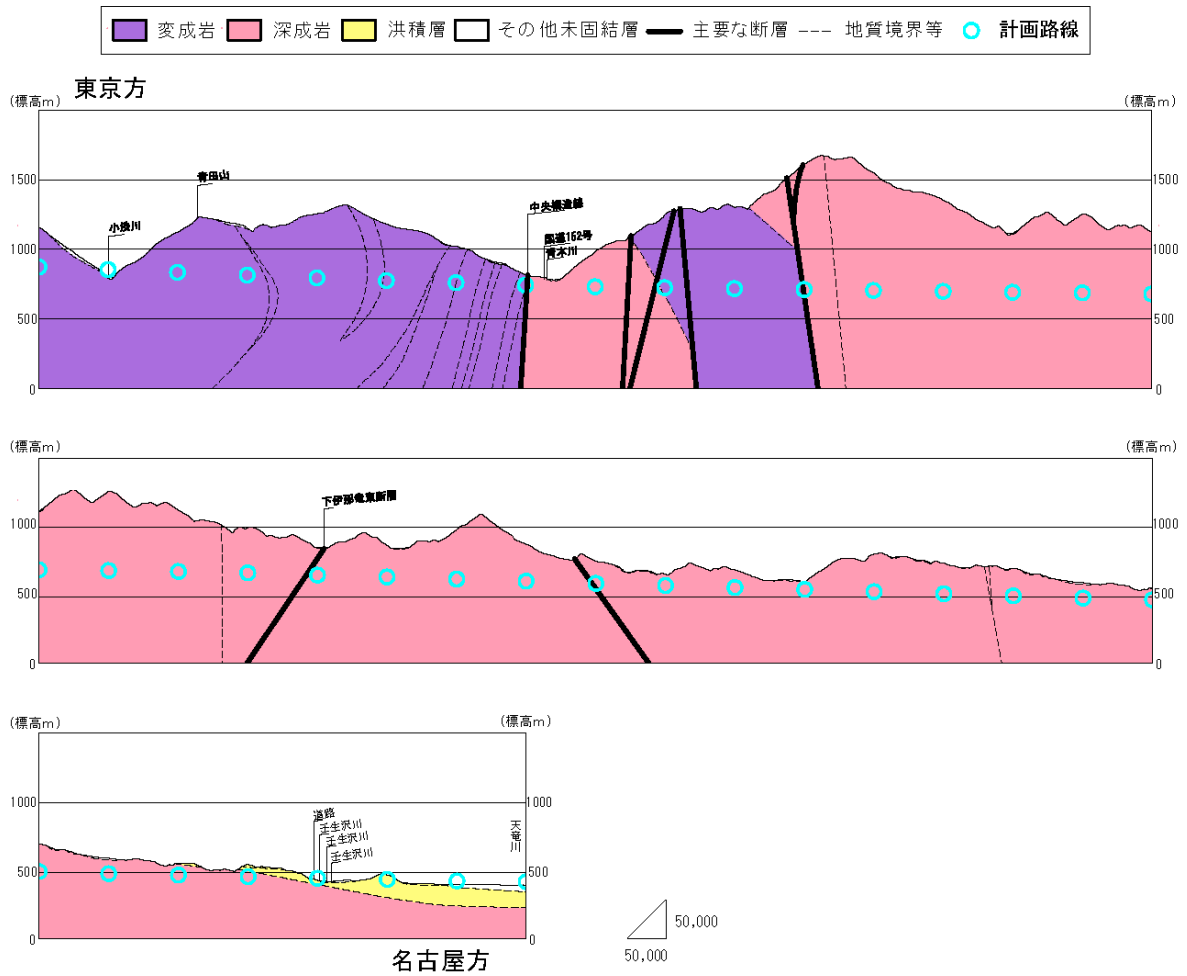 変成岩 深成岩 洪積層 その他未固結層 主要な断層 地質境界等 計画路線
東京方
(標高m) (標高m)
1500 1500
青田山
中央構造線
小渋川
国道152号
青木川
1000 1000
500 500
0 0
(標高m) (標高m)
下伊那竜東断層
1000 1000
500 500
0 0
(標高m) (標高m)
1000 1000
道路
壬生沢川
壬生沢川
壬生沢川
天竜川
500 500
0 0
50,000
50,000
名古屋方